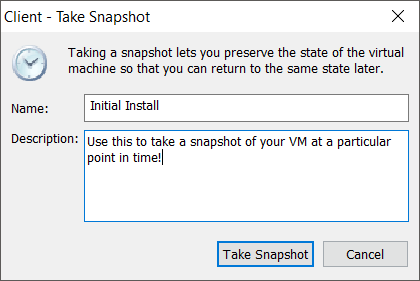 Client - Take Snapshot
Taking a snapshot lets you preserve the state of the virtual
machine so that you can return to the same state later.
Name: Initial Install
Description: Use this to take a snapshot of your VM at a particular
point in time!
Take Snapshot Cancel